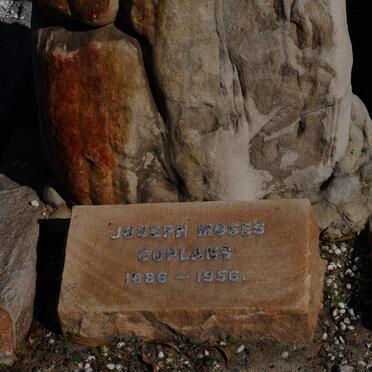 JOSEPH MOSES
COPLANS
1886 – 1956.